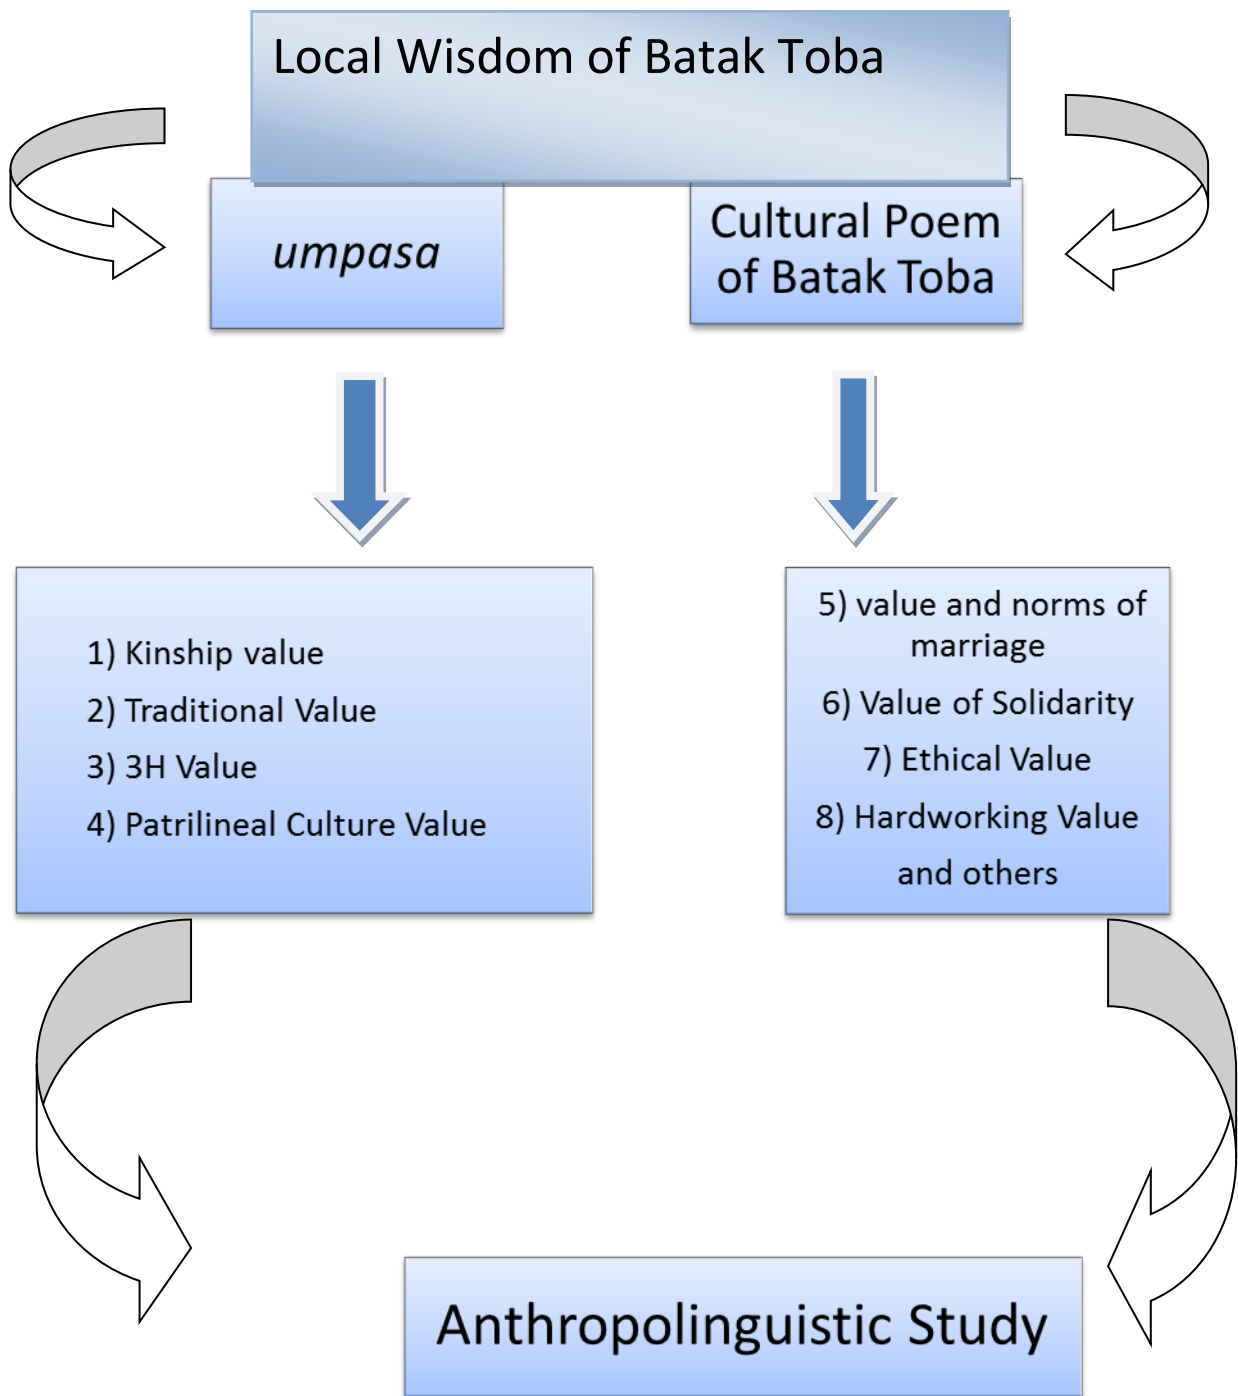 Local Wisdom of Batak Toba
umpasa
Cultural Poem
of Batak Toba
1) Kinship value
2) Traditional Value
3) 3H Value
4) Patrilineal Culture Value
5) value and norms of
marriage
6) Value of Solidarity
7) Ethical Value
8) Hardworking Value
and others
Anthropolinguistic Study